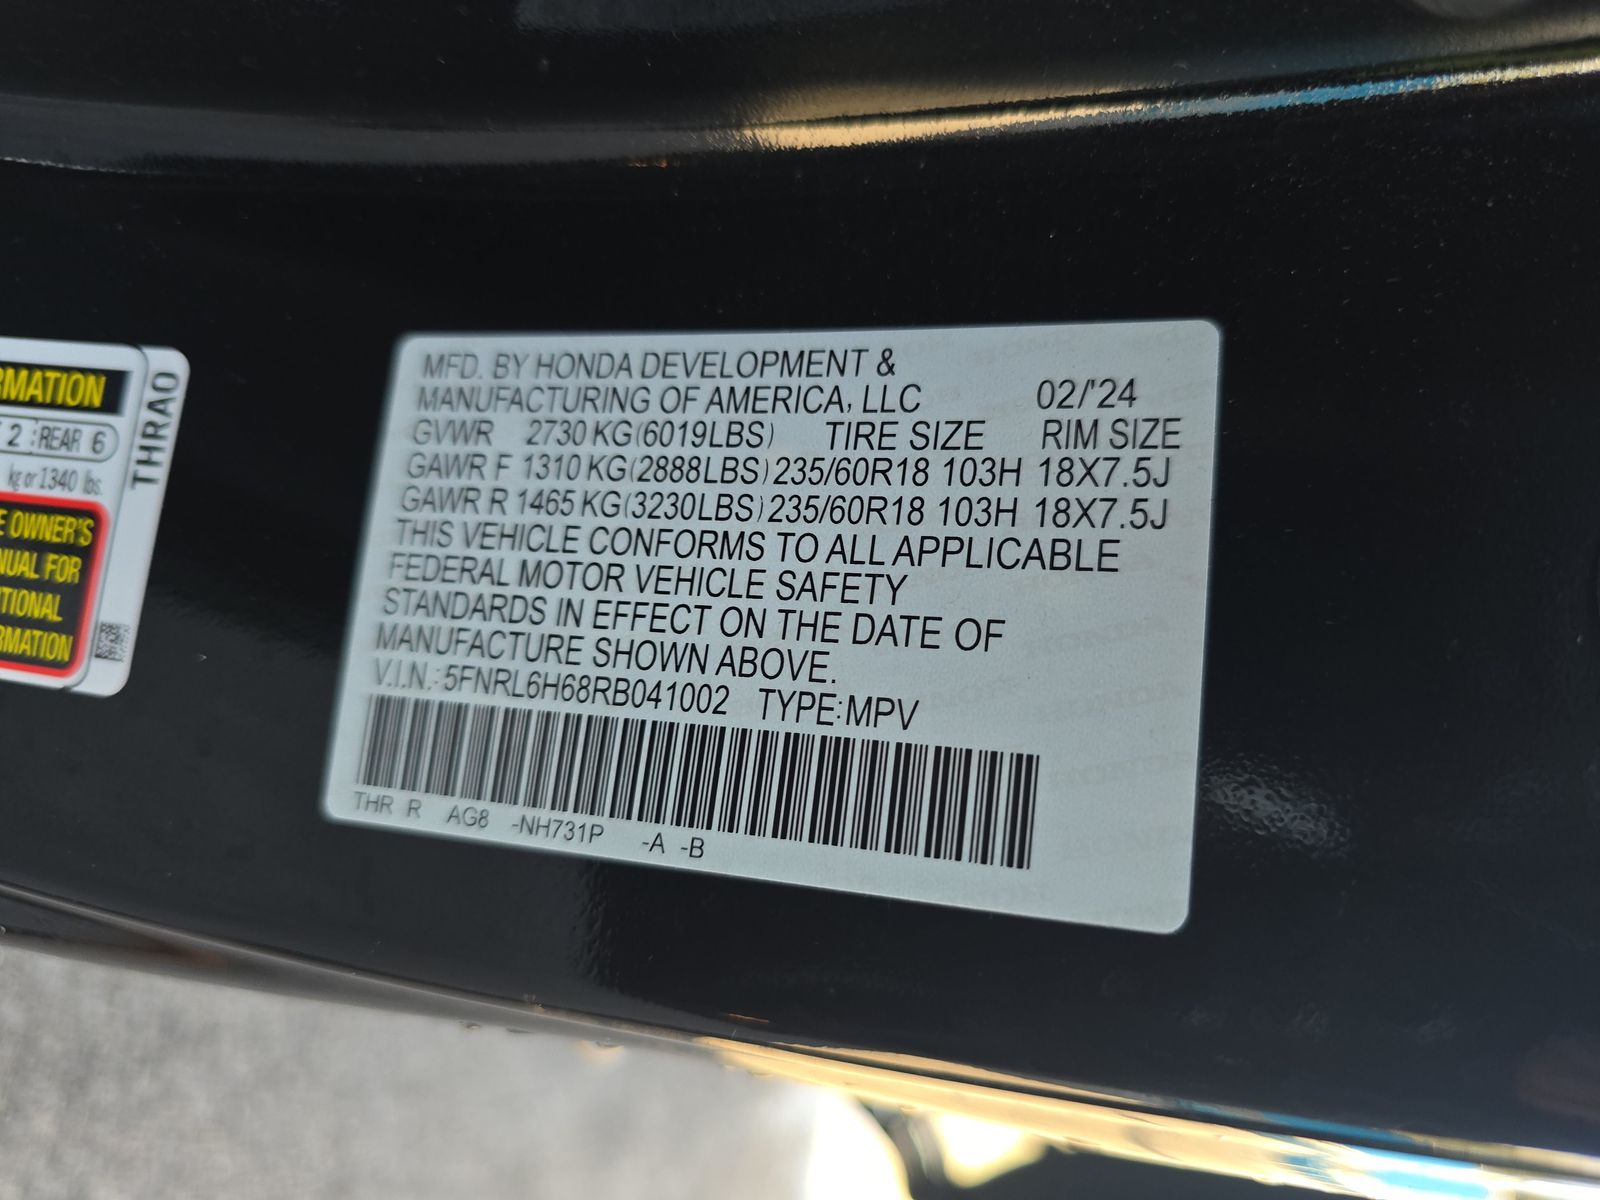 RMATION
2 REAR 6
kg or 1340 lbs.
E OWNER'S
NUAL FOR
ITIONAL
RMATION
THRAO
MFD. BY HONDA DEVELOPMENT &
MANUFACTURING OF AMERICA, LLC 02/'24
GVWR 2730 KG(6019LBS) TIRE SIZE RIM SIZE
GAWR F 1310 KG(2888LBS) 235/60R18 103H 18X7.5J
GAWR R 1465 KG(3230LBS) 235/60R18 103H 18X7.5J
THIS VEHICLE CONFORMS TO ALL APPLICABLE
FEDERAL MOTOR VEHICLE SAFETY
STANDARDS IN EFFECT ON THE DATE OF
MANUFACTURE SHOWN ABOVE.
V.I.N.: 5FNRL6H68RB041002 TYPE:MPV
THR R AG8 -NH731P -A -B